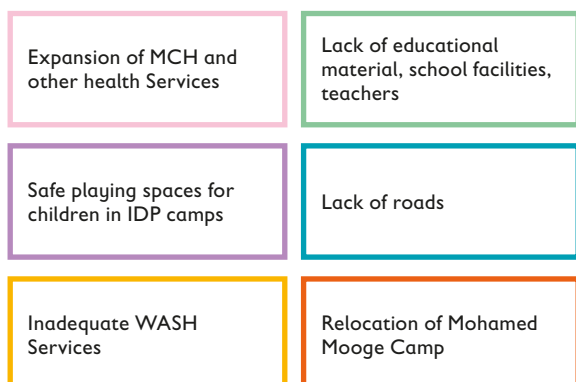 Expansion of MCH and
other health Services
Lack of educational
material, school facilities,
teachers
Safe playing spaces for
children in IDP camps
Lack of roads
Inadequate WASH
Services
Relocation of Mohamed
Mooge Camp